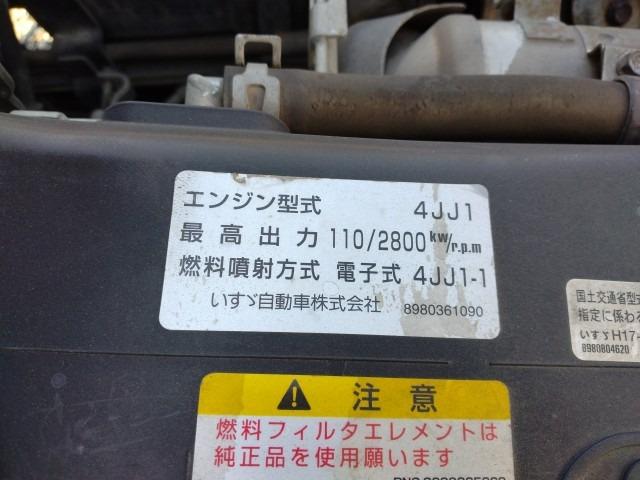 エンジン型式 4JJ1
最高出力 110/2800 kw/r.p.m
燃料噴射方式 電子式 4JJ1-1
いすゞ自動車株式会社 8980361090
国土交通省型式
指定に係わる
いすゞH17-
8980804620
注意
燃料フィルタエレメントは
純正品を使用願います